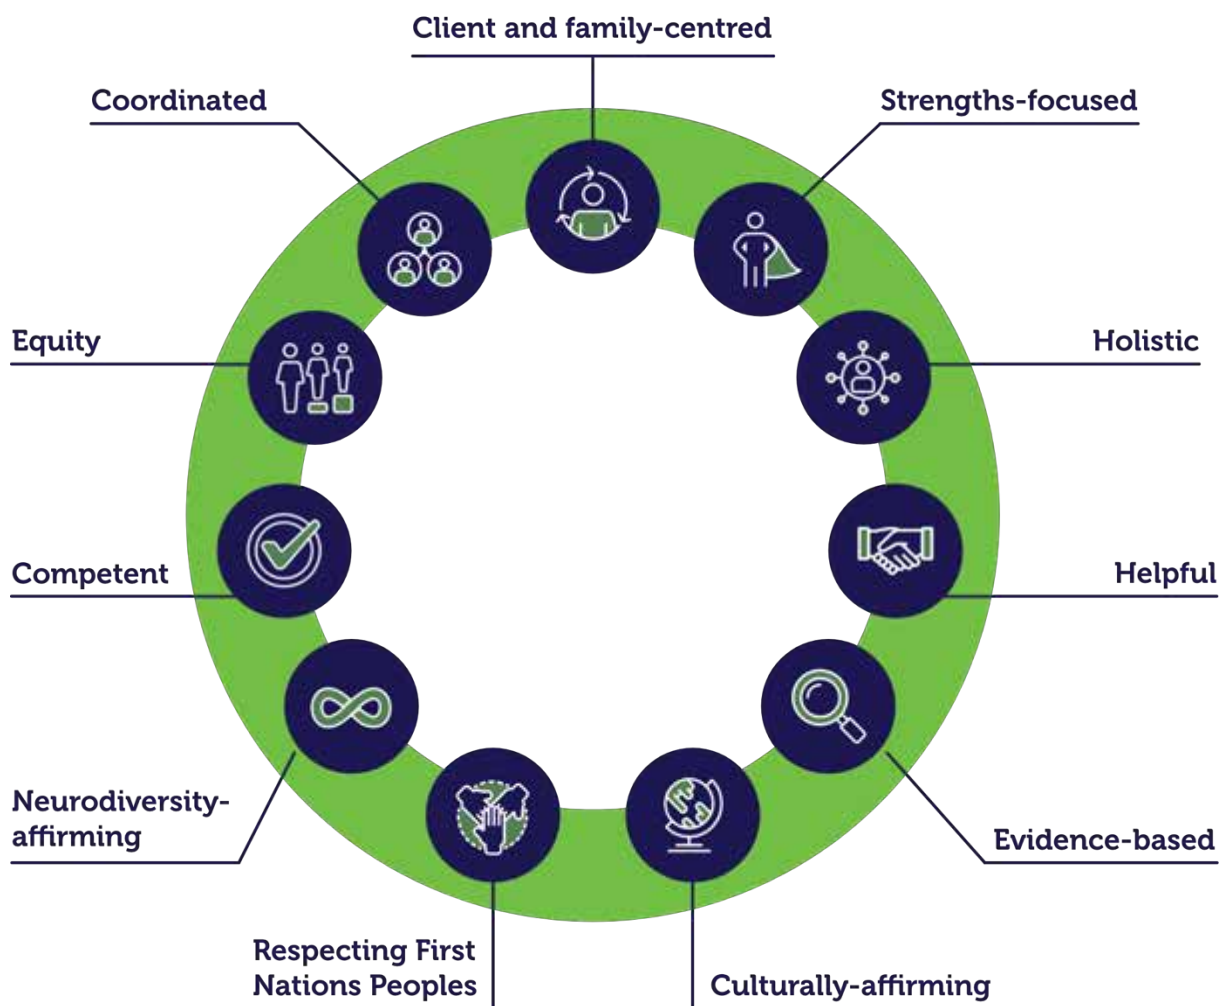 Client and family-centred
Coordinated
Strengths-focused
Equity
Holistic
Competent
Helpful
Neurodiversity-
affirming
Evidence-based
Respecting First
Nations Peoples
Culturally-affirming